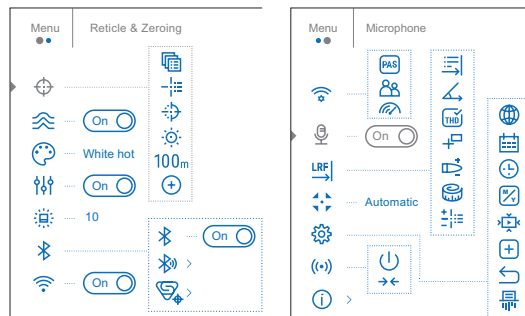 Menu
Reticle & Zeroing
On
White hot
100m
On
10
On
On
Menu
Microphone
PAS
On
THD
LRF
M/Y
Automatic